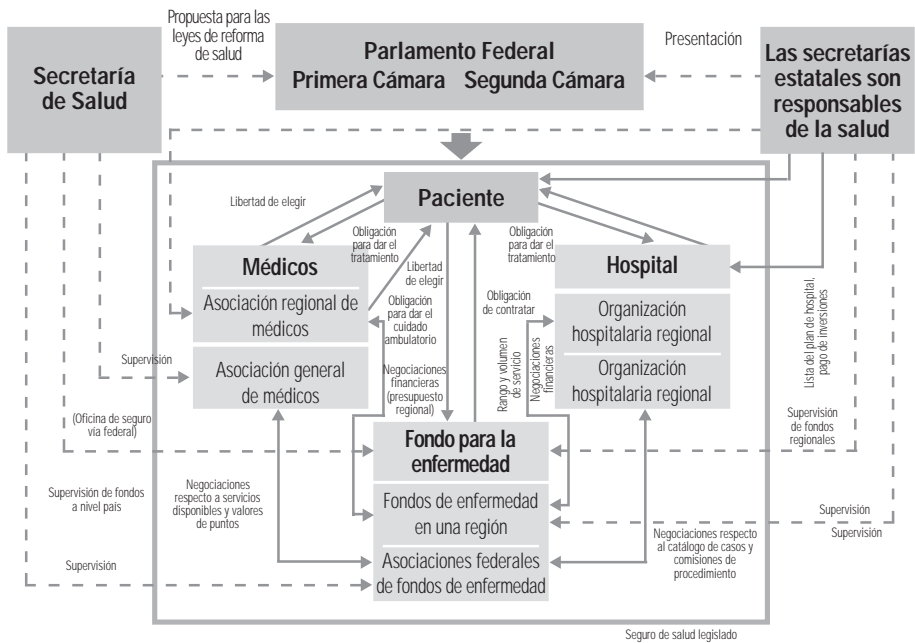 Propuesta para las
leyes de reforma
de salud
Secretaría
de Salud
Parlamento Federal
Primera Cámara Segunda Cámara
Presentación
Las secretarías
estatales son
responsables
de la salud
Paciente
Libertad de elegir
Obligación
para dar el
tratamiento
Libertad
de elegir
Obligación
para dar el
tratamiento
Médicos
Asociación regional de
médicos
Asociación general
de médicos
Hospital
Organización
hospitalaria regional
Organización
hospitalaria regional
Obligación
para dar el
cuidado
ambulatorio
Obligación
de contratar
Negociaciones
financieras
(presupuesto
regional)
Rango y volumen
de servicio
Negociaciones
financieras
Lista del plan de hospital,
pago de inversiones
Supervisión
(Oficina de seguro
vía federal)
Supervisión
de fondos
regionales
Fondo para la
enfermedad
Fondos de enfermedad
en una región
Asociaciones federales
de fondos de enfermedad
Supervisión de fondos
a nivel país
Negociaciones
respecto a servicios
disponibles y valores
de puntos
Supervisión
Supervisión
Negociaciones respecto
al catálogo de casos y
comisiones de
procedimiento
Supervisión
Seguro de salud legislado